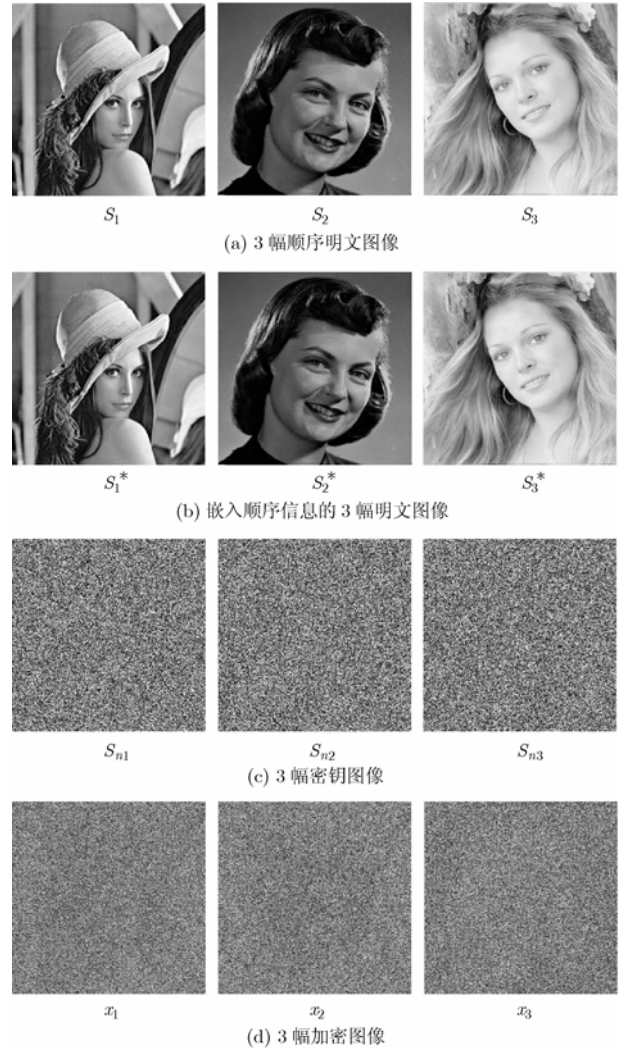 S1 S2 S3
(a) 3 幅顺序明文图像
S1* S2* S3*
(b) 嵌入顺序信息的 3 幅明文图像
Sn1 Sn2 Sn3
(c) 3 幅密钥图像
x1 x2 x3
(d) 3 幅加密图像